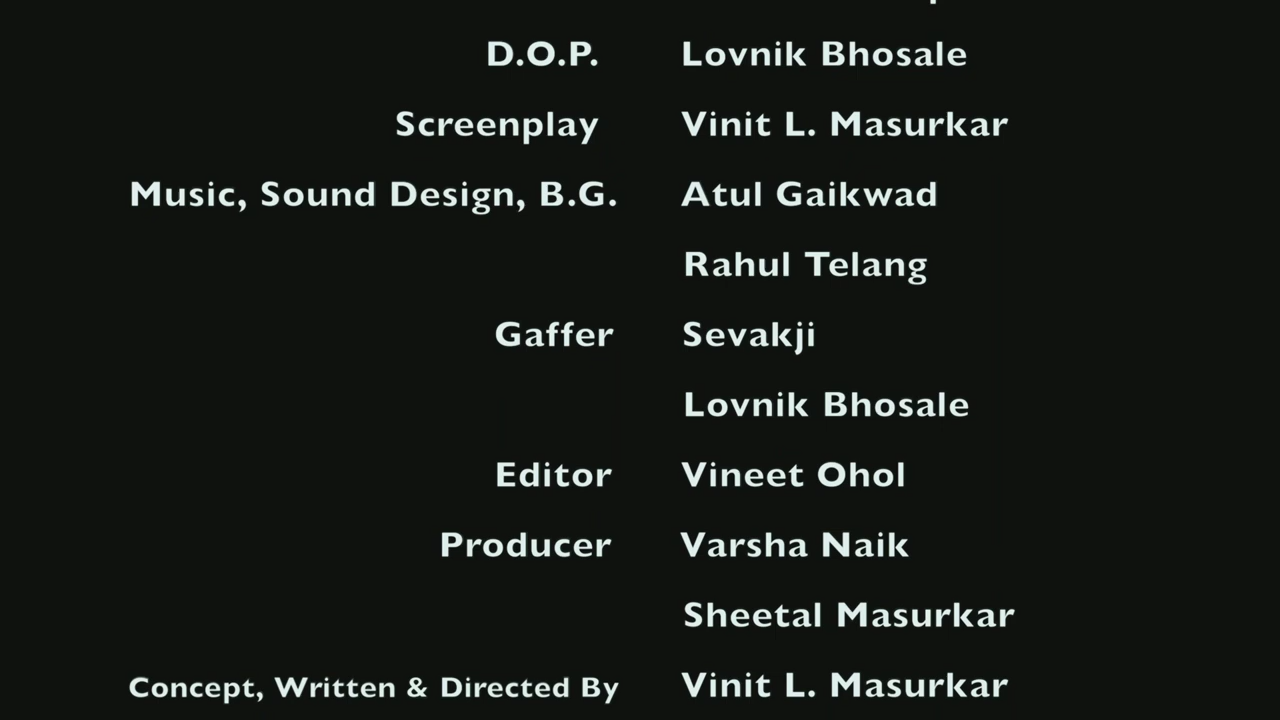 D.O.P. Lovnik Bhosale
Screenplay Vinit L. Masurkar
Music, Sound Design, B.G. Atul Gaikwad
Rahul Telang
Gaffer Sevakji
Lovnik Bhosale
Editor Vineet Ohol
Producer Varsha Naik
Sheetal Masurkar
Concept, Written & Directed By Vinit L. Masurkar